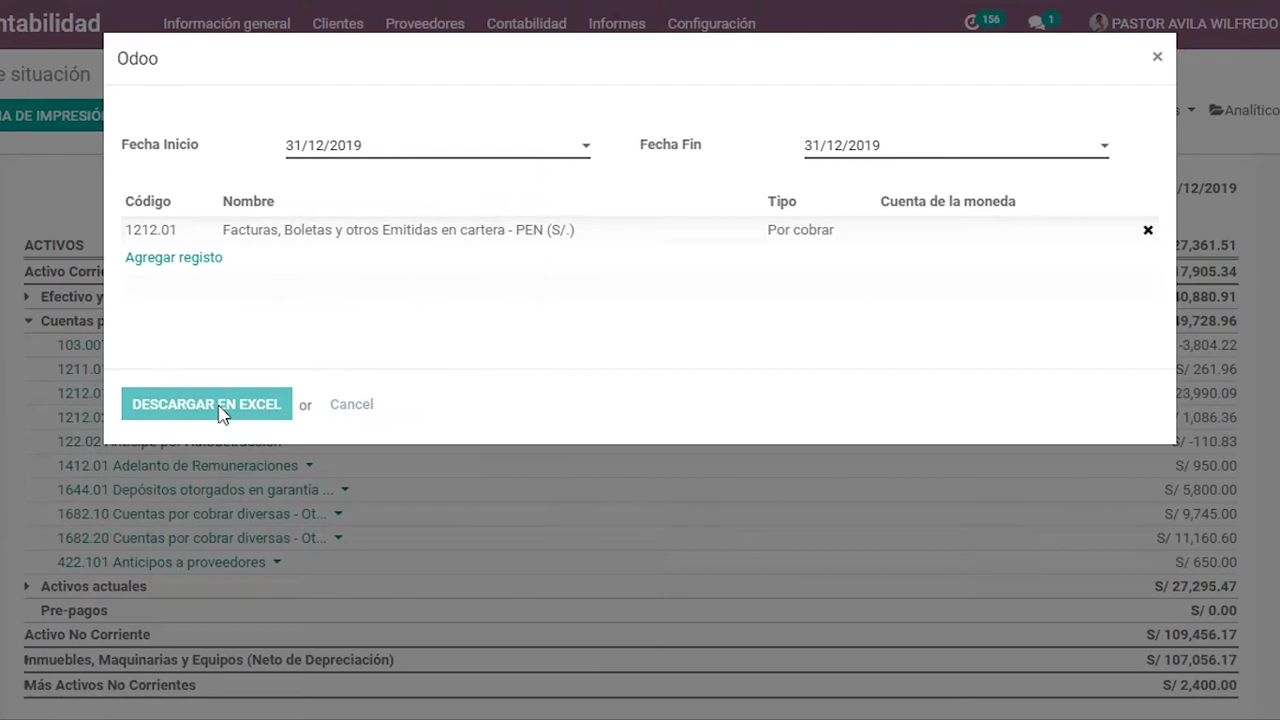 ntabilidad Información general Clientes Proveedores Contabilidad Informes Configuración 156 1 PASTOR AVILA WILFREDO
Odoo ×
e situación
IA DE IMPRESIÓN
Analítico
Fecha Inicio 31/12/2019 Fecha Fin 31/12/2019
/12/2019
Código Nombre Tipo Cuenta de la moneda
1212.01 Facturas, Boletas y otros Emitidas en cartera - PEN (S/.) Por cobrar
Agregar registo
ACTIVOS 27,361.51
Activo Corrie 17,905.34
Efectivo y 40,880.91
Cuentas p 49,728.96
103.00 -3,804.22
1211.0 S/ 261.96
1212.0 23,990.09
1212.0 S/ 1,086.36
DESCARGAR EN EXCEL or Cancel
122.02 Anticipe por Autodetracción S/ -110.83
1412.01 Adelanto de Remuneraciones S/ 950.00
1644.01 Depósitos otorgados en garantía ... S/ 5,800.00
1682.10 Cuentas por cobrar diversas - Ot... S/ 9,745.00
1682.20 Cuentas por cobrar diversas - Ot... S/ 11,160.60
422.101 Anticipos a proveedores S/ 650.00
Activos actuales S/ 27,295.47
Pre-pagos S/ 0.00
Activo No Corriente S/ 109,456.17
Inmuebles, Maquinarias y Equipos (Neto de Depreciación) S/ 107,056.17
Más Activos No Corrientes S/ 2,400.00